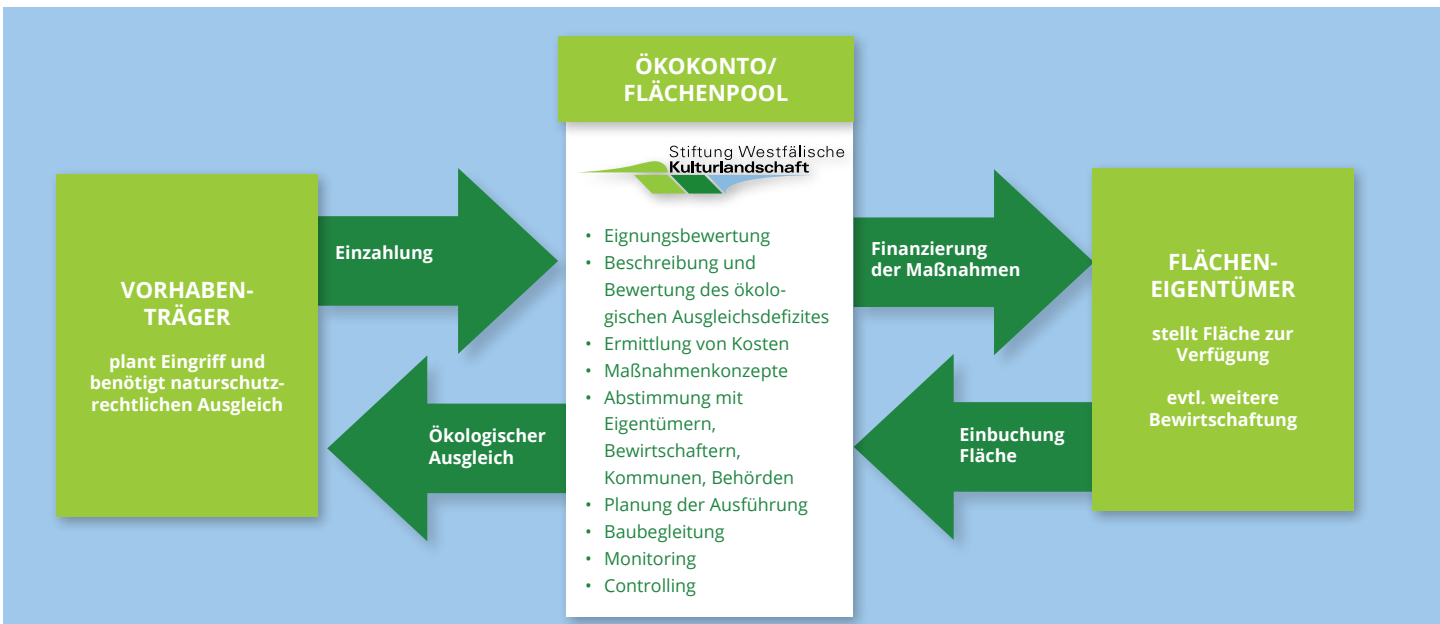 ÖKOKONTO/
FLÄCHENPOOL
Stiftung Westfälische
Kulturlandschaft
VORHABEN-
TRÄGER
plant Eingriff und
benötigt naturschutz-
rechtlichen Ausgleich
Einzahlung
Ökologischer
Ausgleich
• Eignungsbewertung
• Beschreibung und
Bewertung des ökolo-
gischen Ausgleichsdefizites
• Ermittlung von Kosten
• Maßnahmenkonzepte
• Abstimmung mit
Eigentümern,
Bewirtschaftern,
Kommunen, Behörden
• Planung der Ausführung
• Baubegleitung
• Monitoring
• Controlling
Finanzierung
der Maßnahmen
Einbuchung
Fläche
FLÄCHEN-
EIGENTÜMER
stellt Fläche zur
Verfügung
evtl. weitere
Bewirtschaftung